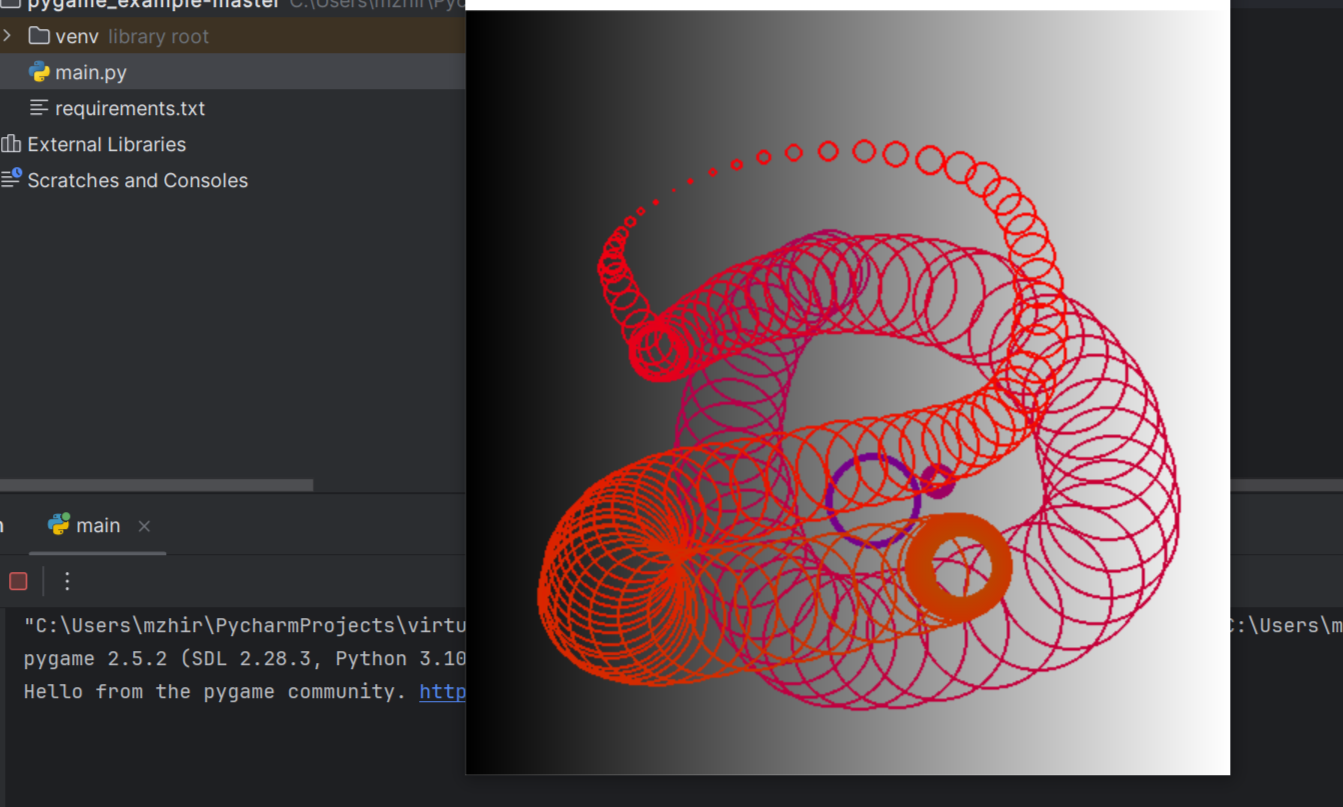 pygame_example-master C:\Users\mzhir\Pyc
venv library root
main.py
requirements.txt
External Libraries
Scratches and Consoles
main
"C:\Users\mzhir\PycharmProjects\virtu C:\Users\m
pygame 2.5.2 (SDL 2.28.3, Python 3.10
Hello from the pygame community. http